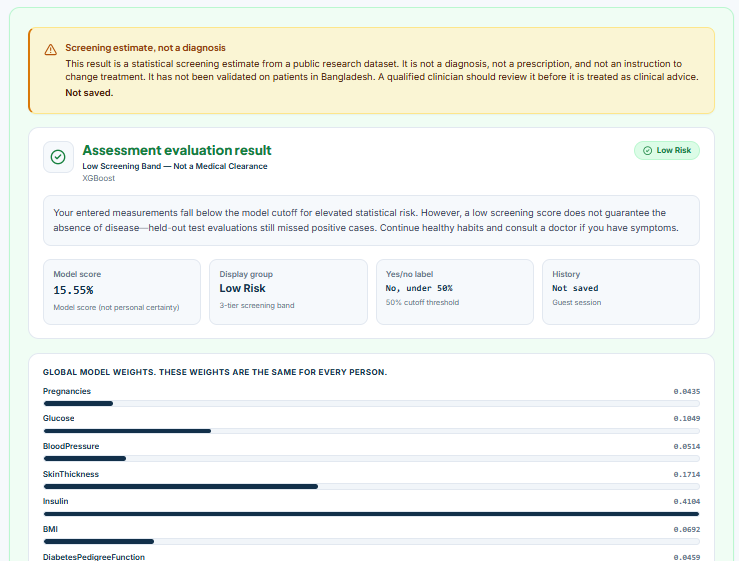 Screening estimate, not a diagnosis
This result is a statistical screening estimate from a public research dataset. It is not a diagnosis, not a prescription, and not an instruction to
change treatment. It has not been validated on patients in Bangladesh. A qualified clinician should review it before it is treated as clinical advice.
Not saved.
Assessment evaluation result
Low Risk
Low Screening Band — Not a Medical Clearance
XGBoost
Your entered measurements fall below the model cutoff for elevated statistical risk. However, a low screening score does not guarantee the
absence of disease—held-out test evaluations still missed positive cases. Continue healthy habits and consult a doctor if you have symptoms.
Model score
15.55%
Model score (not personal certainty)
Display group
Low Risk
3-tier screening band
Yes/no label
No, under 50%
50% cutoff threshold
History
Not saved
Guest session
GLOBAL MODEL WEIGHTS. THESE WEIGHTS ARE THE SAME FOR EVERY PERSON.
Pregnancies 0.0435
Glucose 0.1049
BloodPressure 0.0514
SkinThickness 0.1714
Insulin 0.4104
BMI 0.0692
DiabetesPedigreeFunction 0.0459